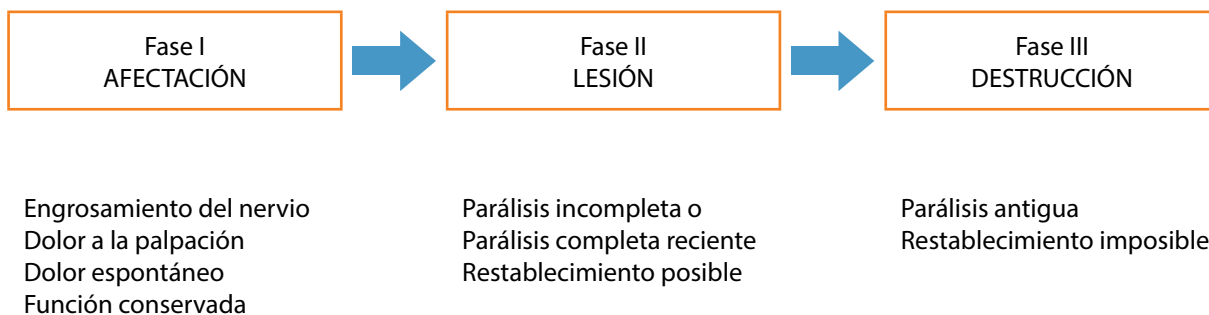 Fase I
AFECTACIÓN
Fase II
LESIÓN
Fase III
DESTRUCCIÓN
Engrosamiento del nervio
Dolor a la palpación
Dolor espontáneo
Función conservada
Parálisis incompleta o
Parálisis completa reciente
Restablecimiento posible
Parálisis antigua
Restablecimiento imposible